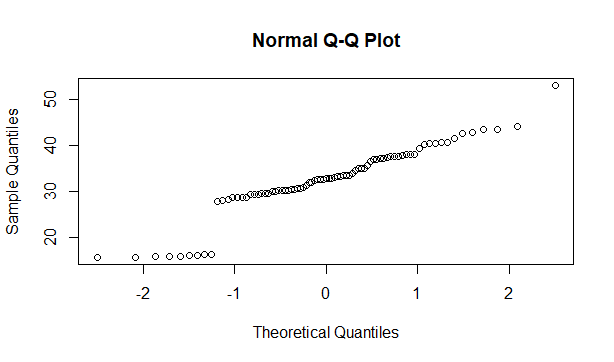 Normal Q-Q Plot
Sample Quantiles
50
40
30
20
-2 -1 0 1 2
Theoretical Quantiles